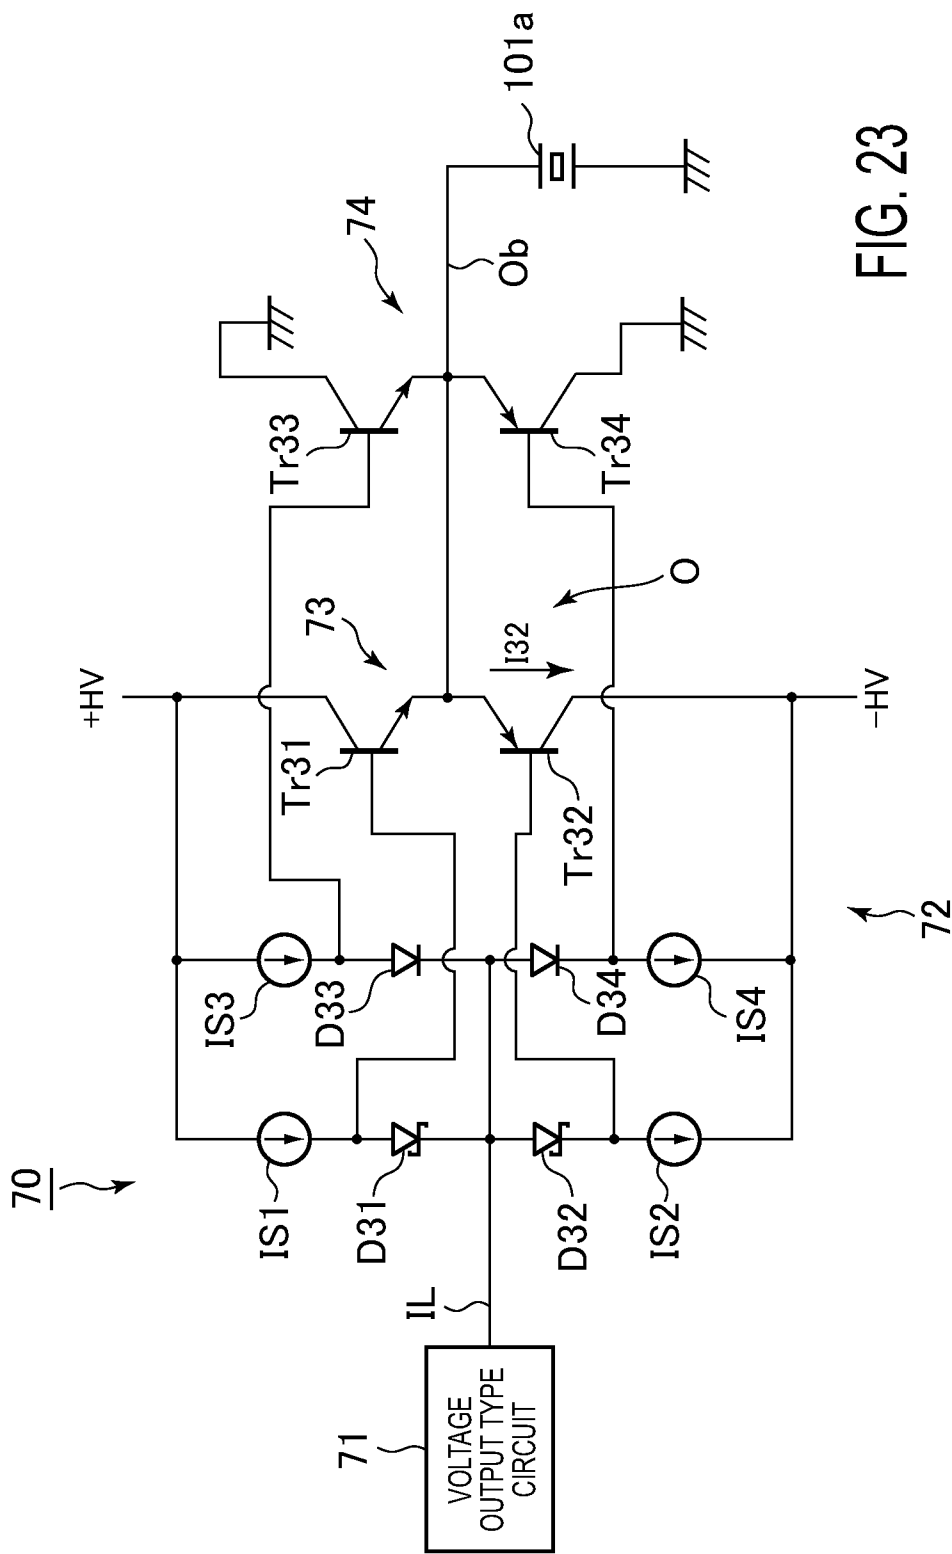 70
+HV
IS1
IS3
D31
D33
Tr31
73
Tr33
74
101a
71
VOLTAGE
OUTPUT TYPE
CIRCUIT
IL
I32
Ob
D32
D34
Tr32
O
Tr34
IS2
IS4
-HV
72
FIG. 23